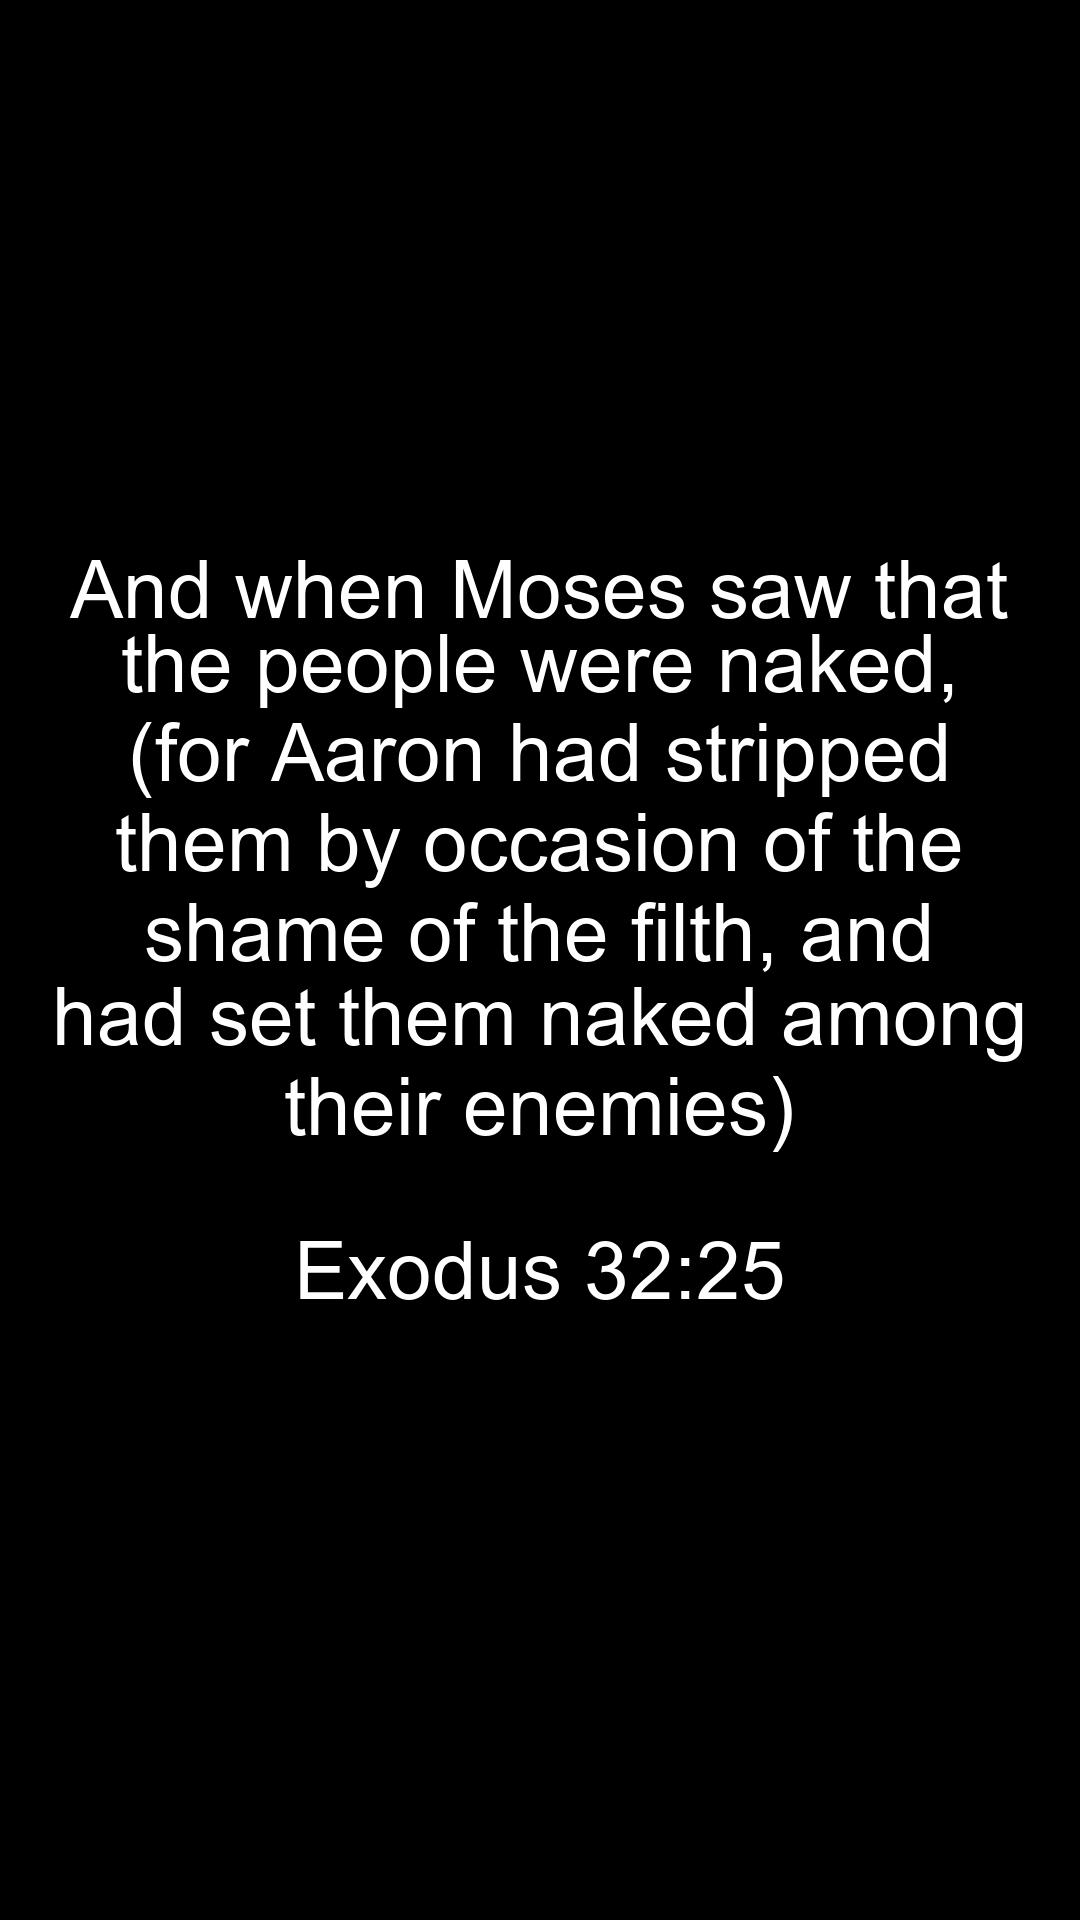 And when Moses saw that
the people were naked,
(for Aaron had stripped
them by occasion of the
shame of the filth, and
had set them naked among
their enemies)
Exodus 32:25